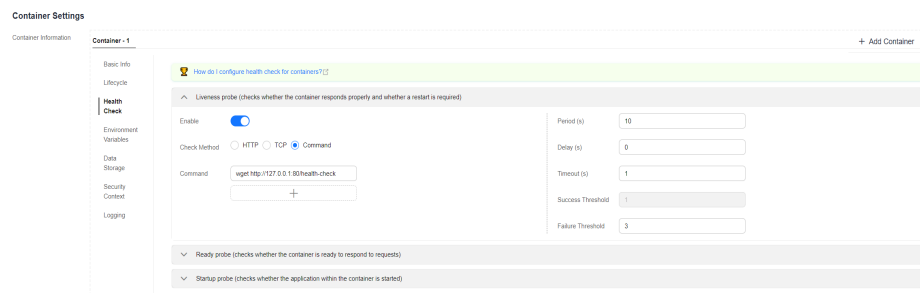 Container Settings
Container Information
Container - 1
+ Add Container
Basic Info
Lifecycle
Health
Check
Environment
Variables
Data
Storage
Security
Context
Logging
How do I configure health check for containers?
Liveness probe (checks whether the container responds properly and whether a restart is required)
Enable
Check Method
HTTP
TCP
Command
Command
wget http://127.0.0.1:80/health-check
+
Period (s)
10
Delay (s)
0
Timeout (s)
1
Success Threshold
1
Failure Threshold
3
Ready probe (checks whether the container is ready to respond to requests)
Startup probe (checks whether the application within the container is started)